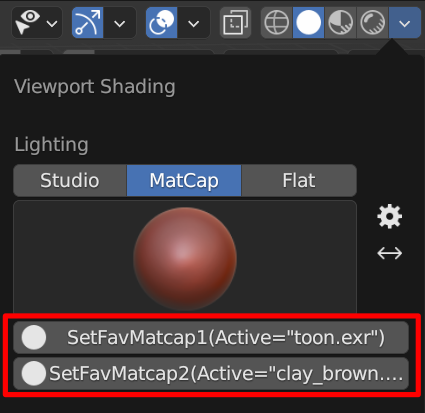 Viewport Shading
Lighting
Studio MatCap Flat
SetFavMatcap1(Active="toon.exr")
SetFavMatcap2(Active="clay_brown....